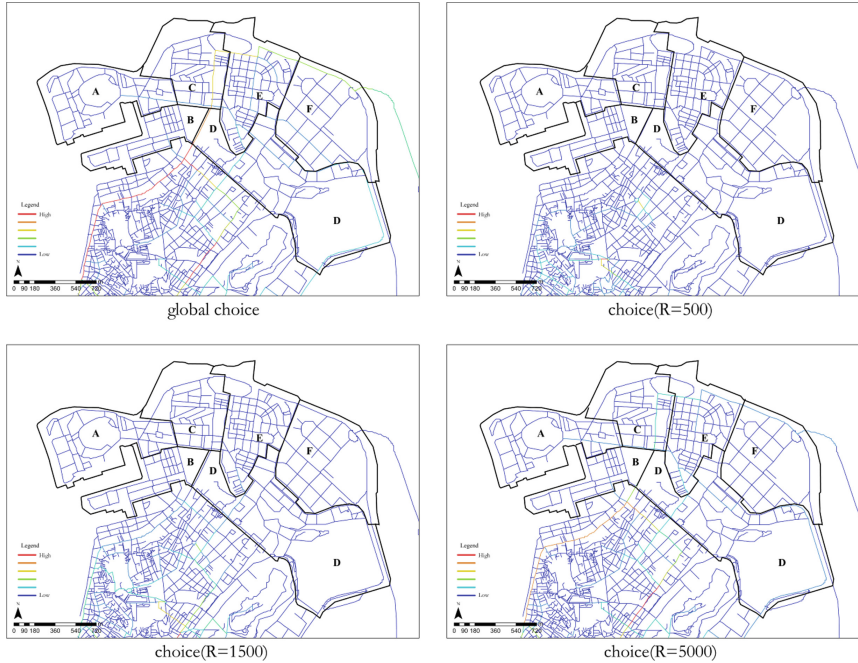 A
C
E
F
B
D
D
Legend
High
Low
N
0 90 180 360 540 720
global choice
A
C
E
F
B
D
D
Legend
High
Low
N
0 90 180 360 540 720
choice(R=500)
A
C
E
F
B
D
D
Legend
High
Low
N
0 90 180 360 540 720
choice(R=1500)
A
C
E
F
B
D
D
Legend
High
Low
N
0 90 180 360 540 720
choice(R=5000)